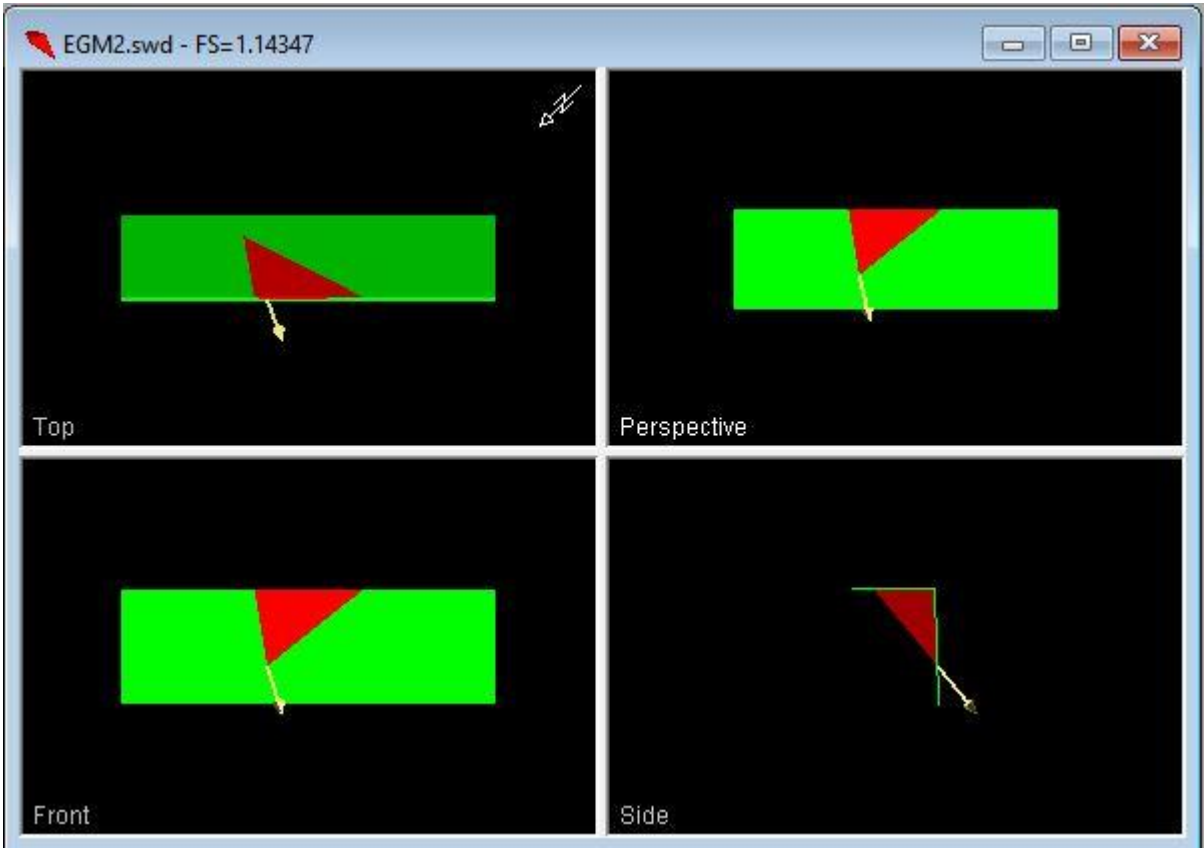 EGM2.swd - FS=1.14347
Top
Perspective
Front
Side